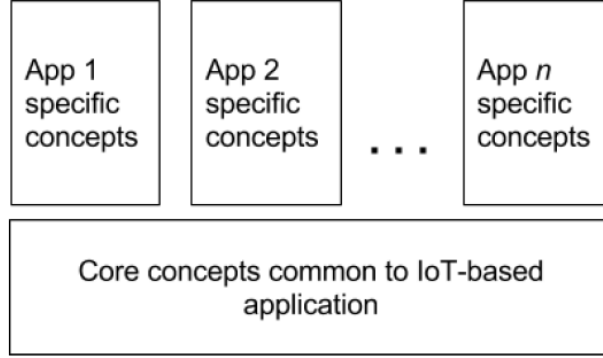 App 1
specific
concepts
App 2
specific
concepts
. . .
App n
specific
concepts
Core concepts common to IoT-based
application